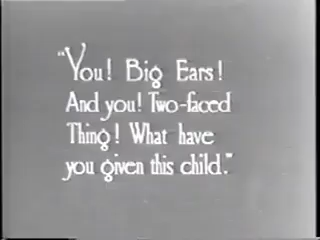 "You! Big Ears!
And you! Two-faced
Thing! What have
you given this child."